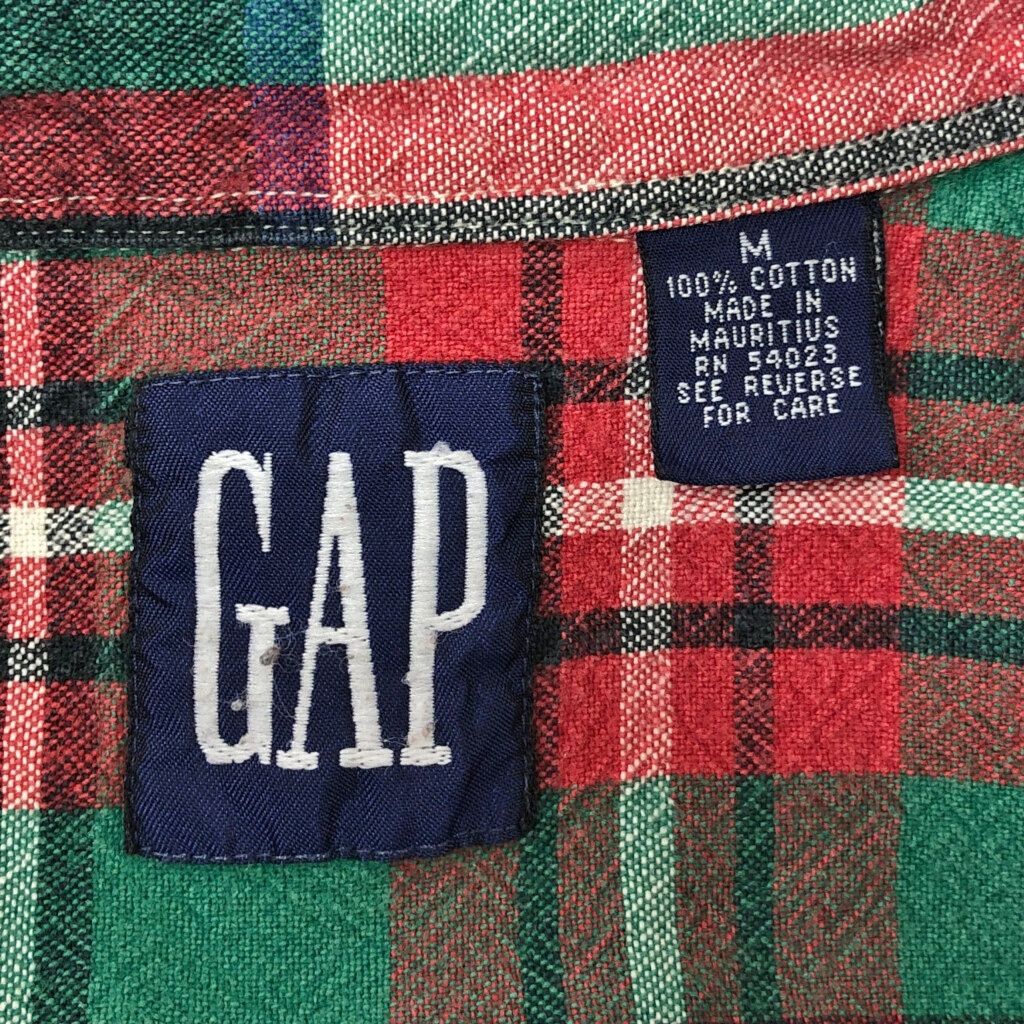 GAP
M
100% COTTON
MADE IN
MAURITIUS
RN 54023
SEE REVERSE
FOR CARE